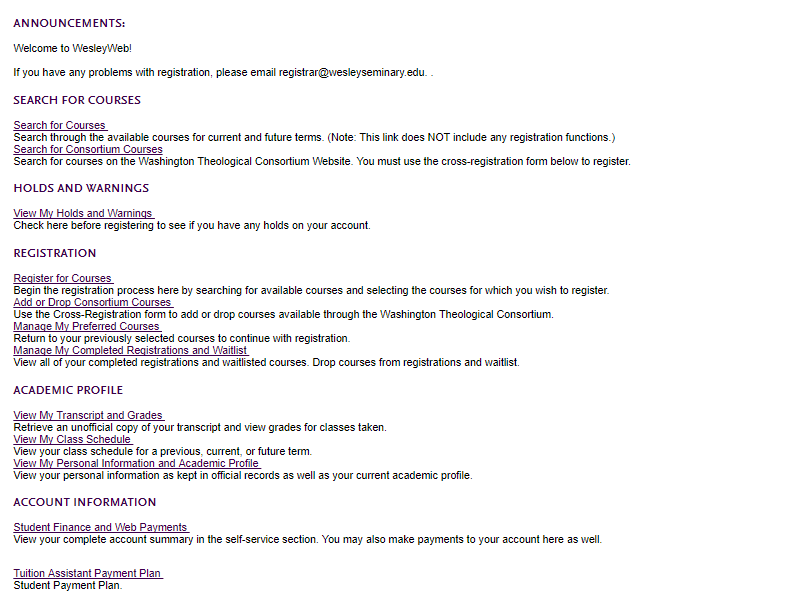 ANNOUNCEMENTS:
Welcome to WesleyWeb!
If you have any problems with registration, please email registrar@wesleyseminary.edu. .
SEARCH FOR COURSES
Search for Courses
Search through the available courses for current and future terms. (Note: This link does NOT include any registration functions.)
Search for Consortium Courses
Search for courses on the Washington Theological Consortium Website. You must use the cross-registration form below to register.
HOLDS AND WARNINGS
View My Holds and Warnings
Check here before registering to see if you have any holds on your account.
REGISTRATION
Register for Courses
Begin the registration process here by searching for available courses and selecting the courses for which you wish to register.
Add or Drop Consortium Courses
Use the Cross-Registration form to add or drop courses available through the Washington Theological Consortium.
Manage My Preferred Courses
Return to your previously selected courses to continue with registration.
Manage My Completed Registrations and Waitlist
View all of your completed registrations and waitlisted courses. Drop courses from registrations and waitlist.
ACADEMIC PROFILE
View My Transcript and Grades
Retrieve an unofficial copy of your transcript and view grades for classes taken.
View My Class Schedule
View your class schedule for a previous, current, or future term.
View My Personal Information and Academic Profile
View your personal information as kept in official records as well as your current academic profile.
ACCOUNT INFORMATION
Student Finance and Web Payments
View your complete account summary in the self-service section. You may also make payments to your account here as well.
Tuition Assistant Payment Plan
Student Payment Plan.